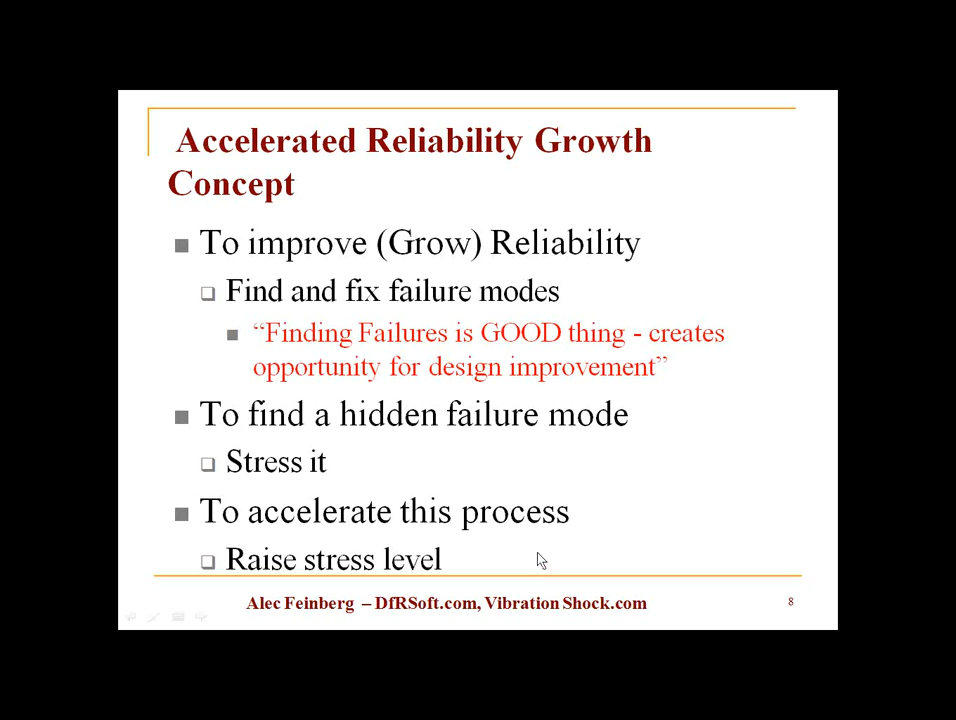 Accelerated Reliability Growth
Concept
To improve (Grow) Reliability
Find and fix failure modes
“Finding Failures is GOOD thing - creates
opportunity for design improvement”
To find a hidden failure mode
Stress it
To accelerate this process
Raise stress level
Alec Feinberg – DfRSoft.com, Vibration Shock.com
8